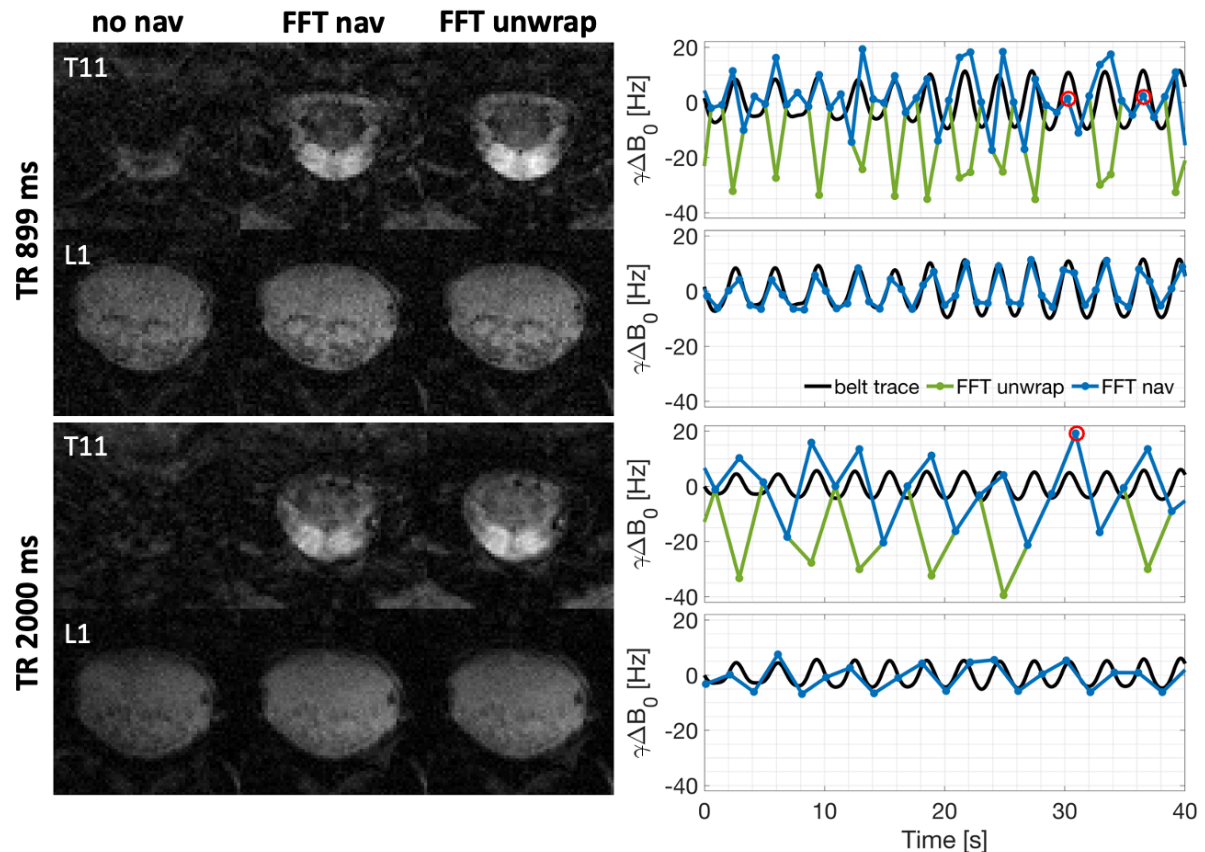 no nav FFT nav FFT unwrap
TR 899 ms
T11
L1
TR 2000 ms
T11
L1
γΔB₀ [Hz]
20
0
-20
-40
γΔB₀ [Hz]
20
0
-20
-40
belt trace FFT unwrap FFT nav
γΔB₀ [Hz]
20
0
-20
-40
γΔB₀ [Hz]
20
0
-20
-40
0 10 20 30 40
Time [s]